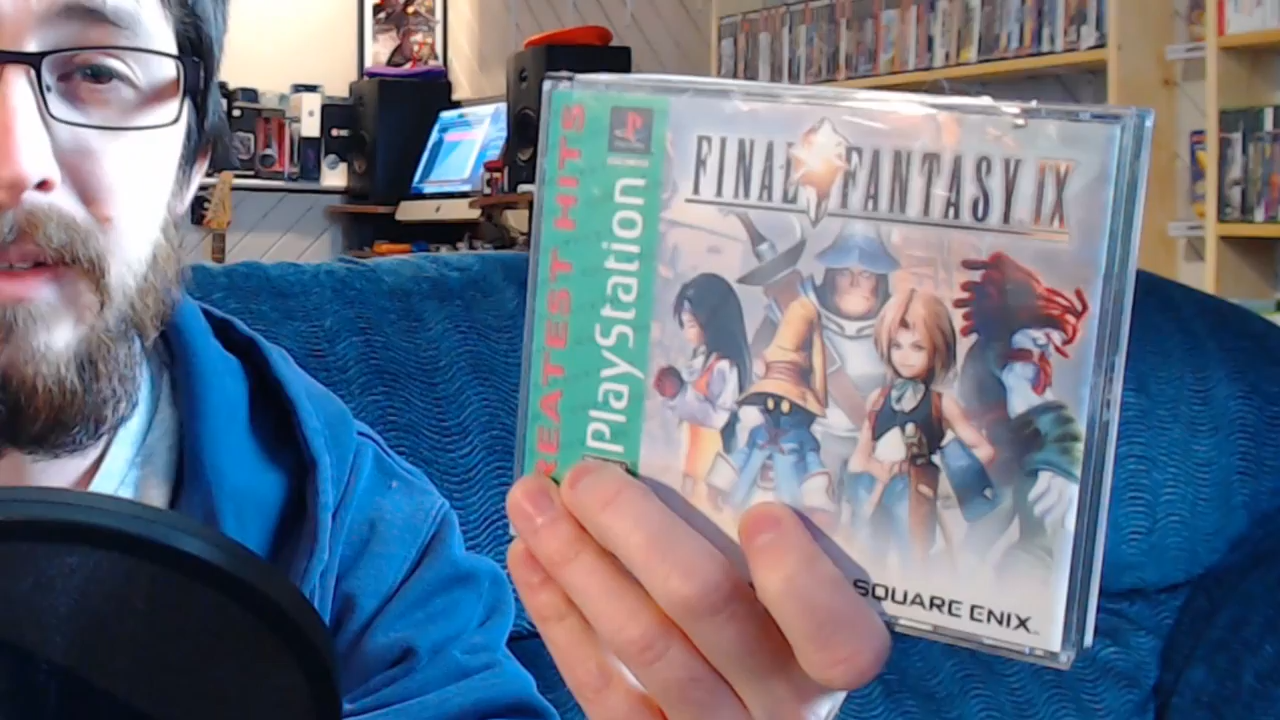 GREATEST HITS
PlayStation
FINAL FANTASY IX
SQUARE ENIX